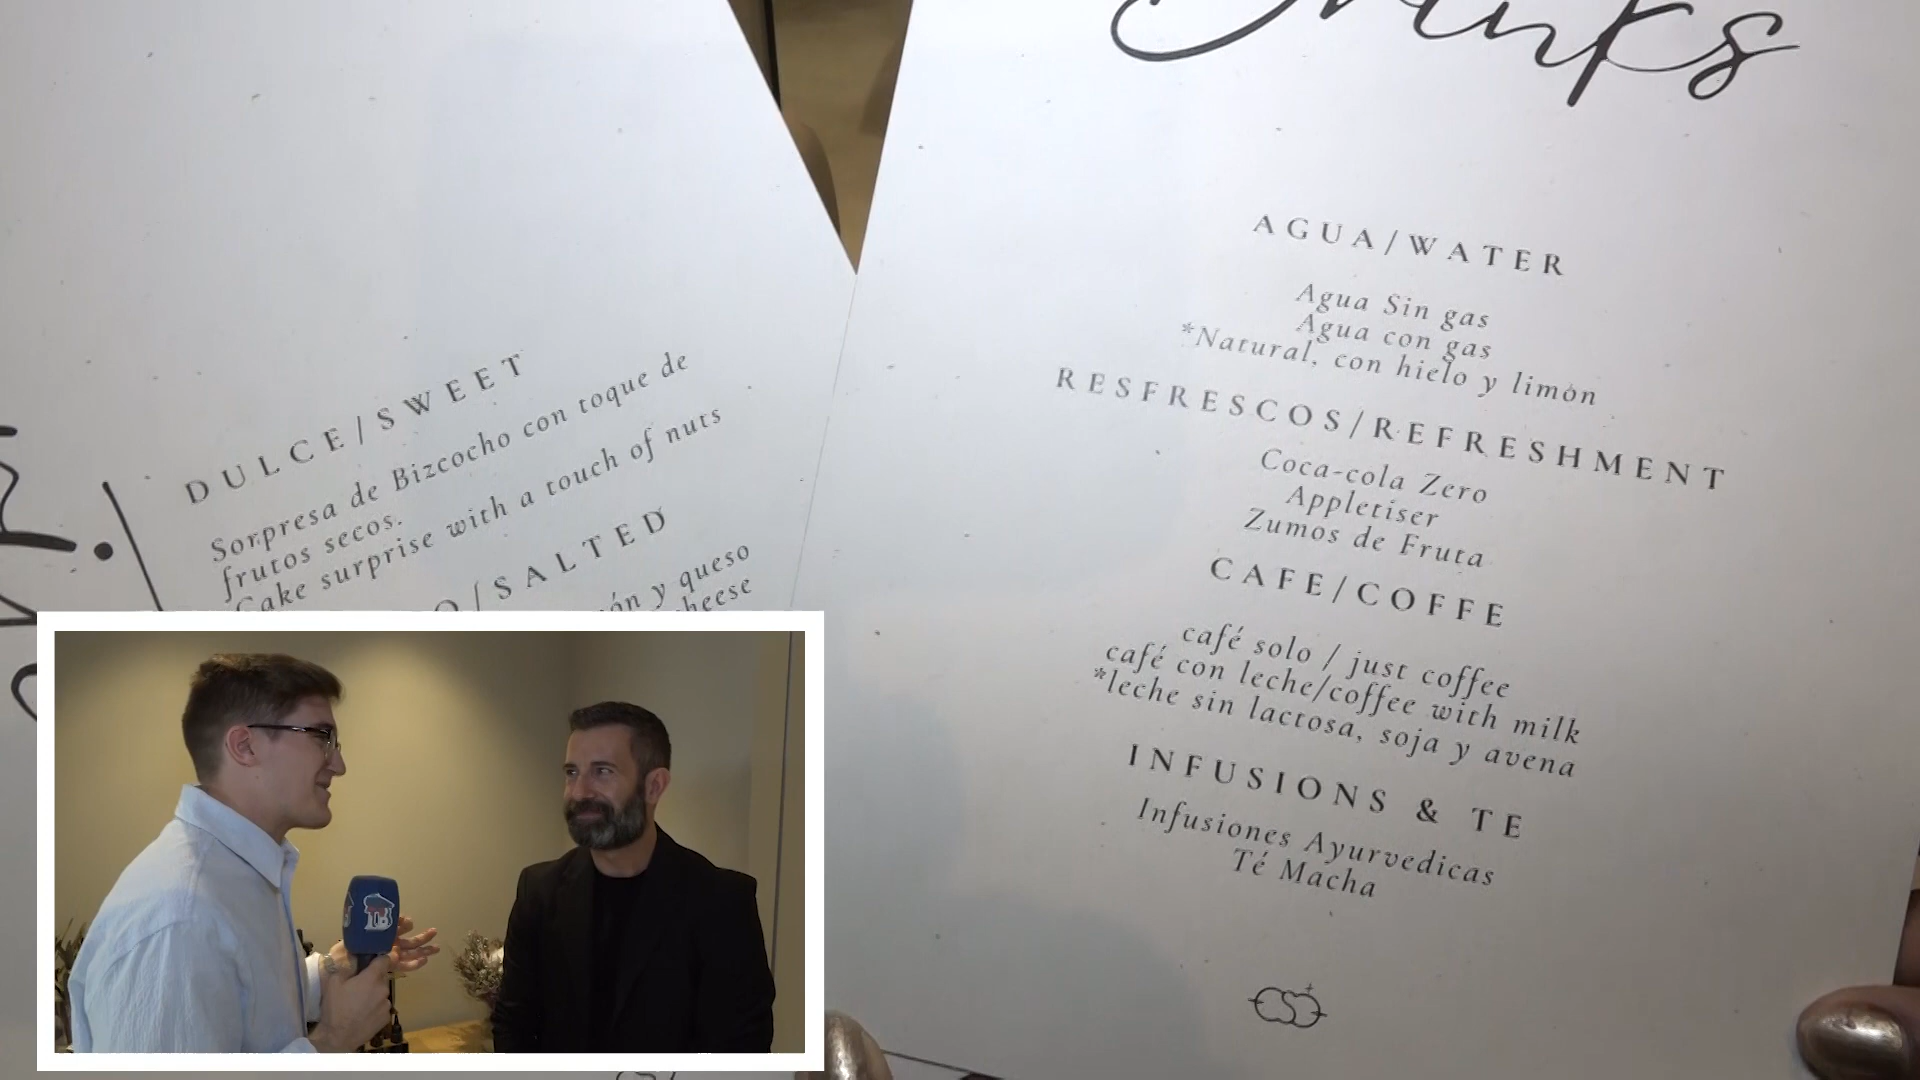 DULCE/SWEET
Sorpresa de Bizcocho con toque de
frutos secos.
Cake surprise with a touch of nuts
O/SALTED
y queso
Drinks
AGUA/WATER
Agua Sin gas
Agua con gas
*Natural, con hielo y limón
RESFRESCOS/REFRESHMENT
Coca-cola Zero
Appletiser
Zumos de Fruta
CAFE/COFFE
café solo / just coffee
café con leche/coffee with milk
*leche sin lactosa, soja y avena
INFUSIONS & TE
Infusiones Ayurvedicas
Té Macha